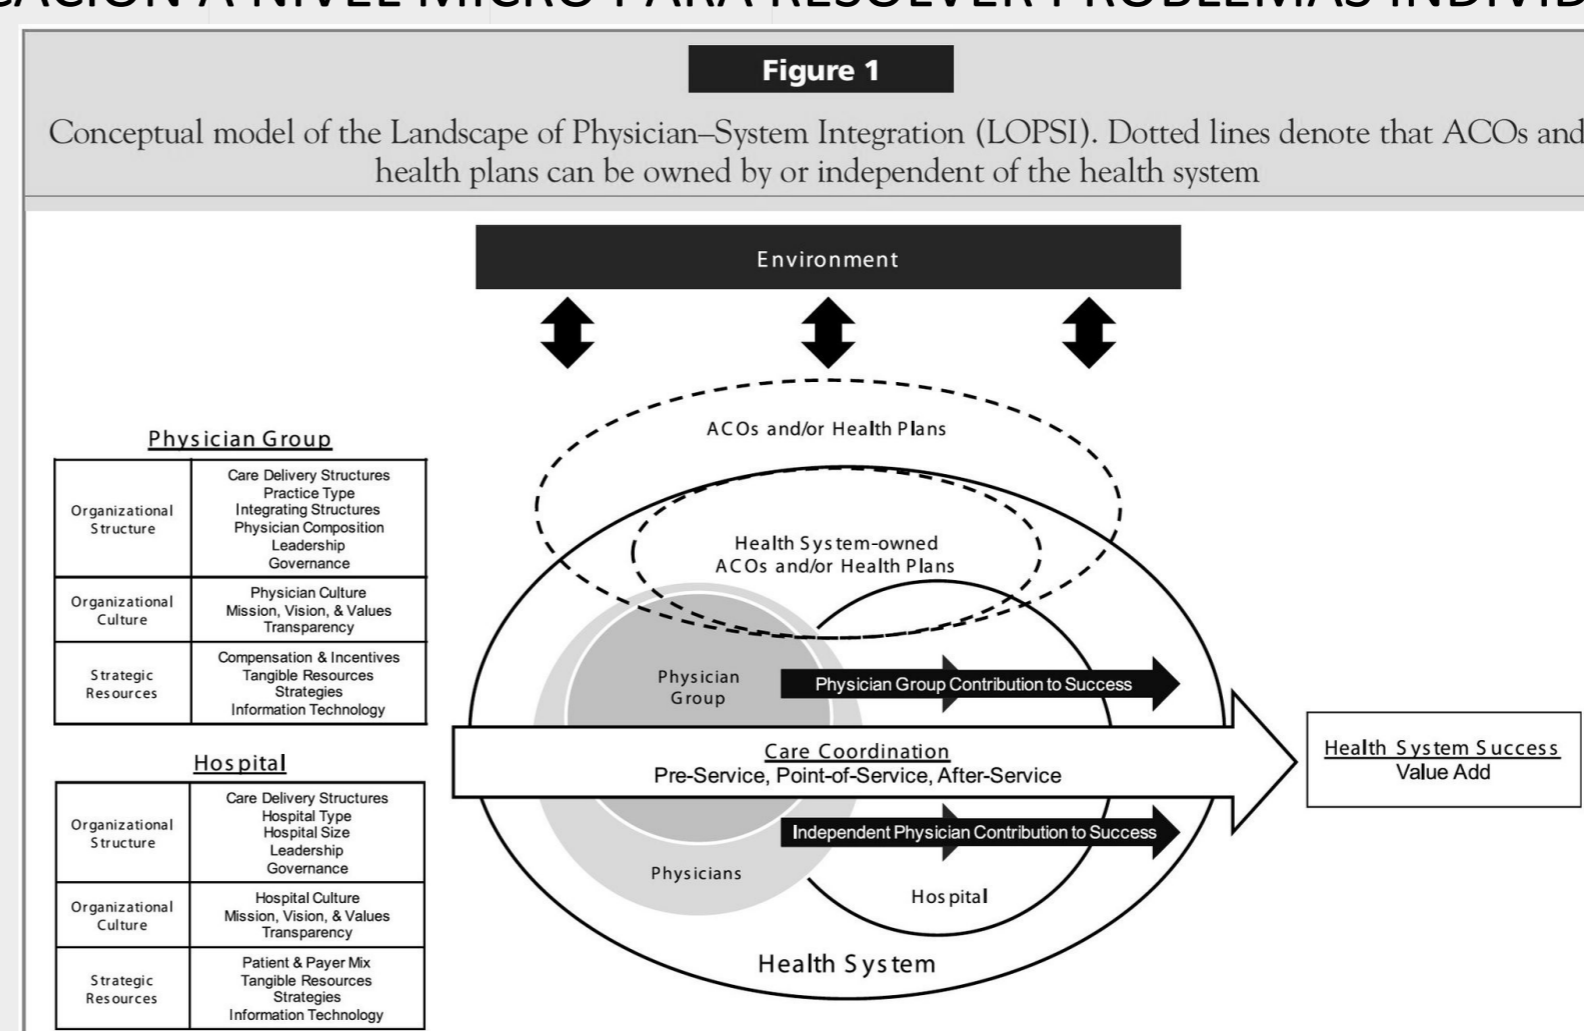 A NIVEL MICRO PARA RESOLVER PROBLEMAS
Figure 1
Conceptual model of the Landscape of Physician–System Integration (LOPSI). Dotted lines denote that ACOs and
health plans can be owned by or independent of the health system
Environment
ACOs and/or Health Plans
Health System-owned
ACOs and/or Health Plans
Physician Group
Organizational
Structure
Care Delivery Structures
Practice Type
Integrating Structures
Physician Composition
Leadership
Governance
Organizational
Culture
Physician Culture
Mission, Vision, & Values
Transparency
Strategic
Resources
Compensation & Incentives
Tangible Resources
Strategies
Information Technology
Hospital
Organizational
Structure
Care Delivery Structures
Hospital Type
Hospital Size
Leadership
Governance
Organizational
Culture
Hospital Culture
Mission, Vision, & Values
Transparency
Strategic
Resources
Patient & Payer Mix
Tangible Resources
Strategies
Information Technology
Physician
Group
Physician Group Contribution to Success
Care Coordination
Pre-Service, Point-of-Service, After-Service
Independent Physician Contribution to Success
Physicians
Hospital
Health System
Health System Success
Value Add